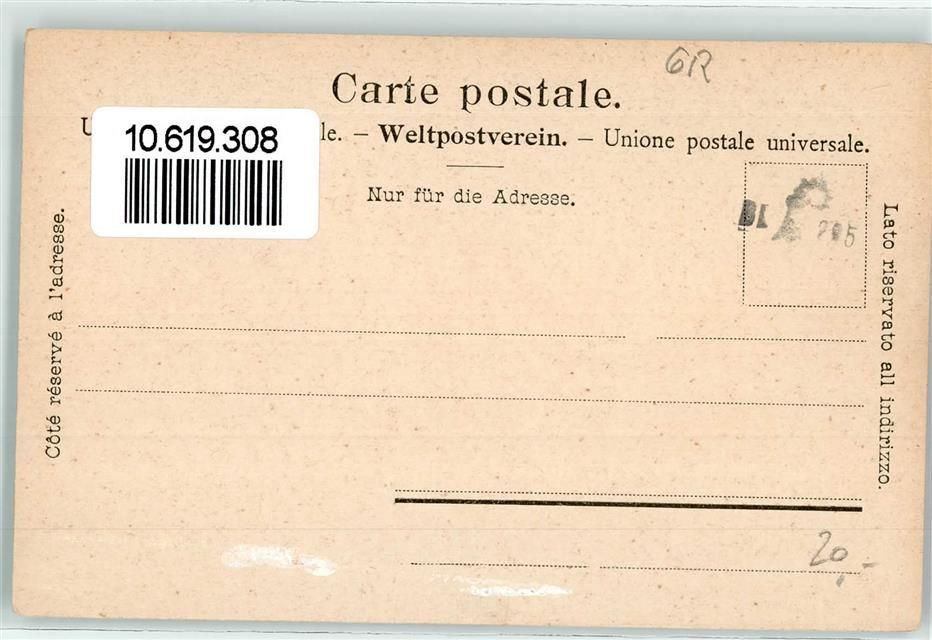 6R
Carte postale.
10.619.308
le. – Weltpostverein. – Unione postale universale.
Nur für die Adresse.
Côté réservé à l'adresse.
Lato riservato all indirizzo.
20,-